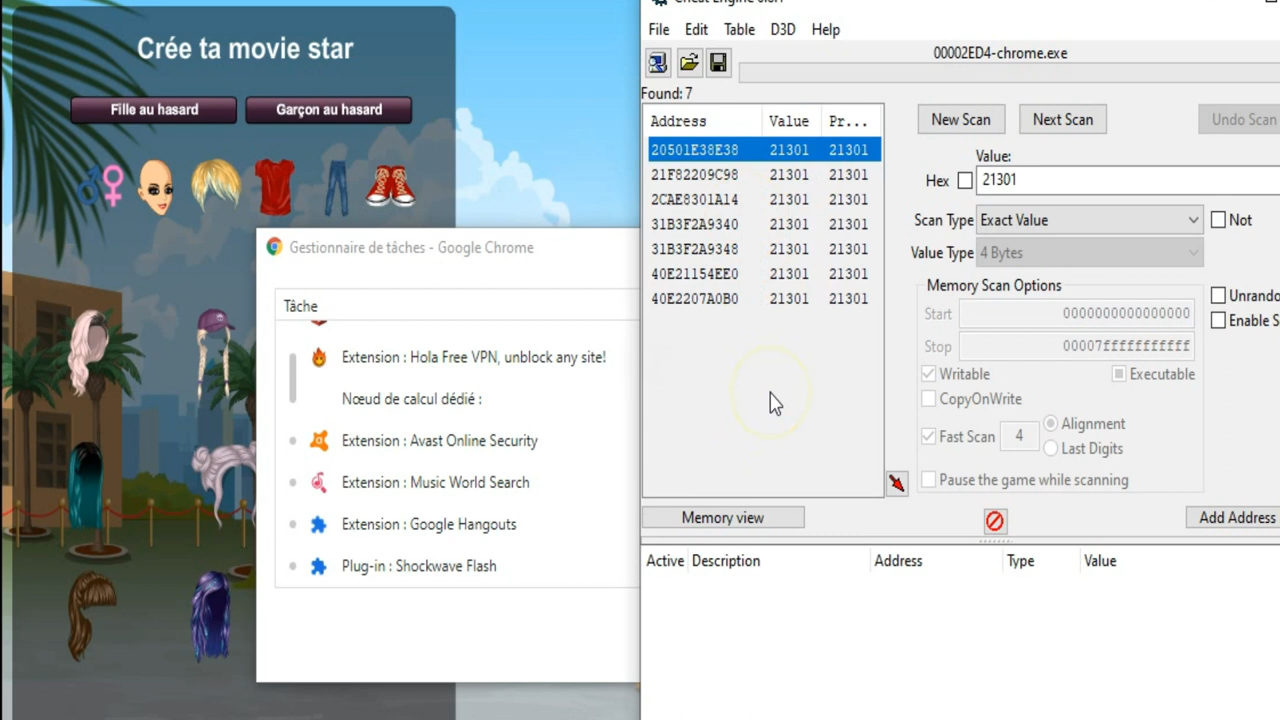 Crée ta movie star
Fille au hasard
Garçon au hasard
Gestionnaire de tâches - Google Chrome
Tâche
Extension : Hola Free VPN, unblock any site!
Nœud de calcul dédié :
Extension : Avast Online Security
Extension : Music World Search
Extension : Google Hangouts
Plug-in : Shockwave Flash
File Edit Table D3D Help
00002ED4-chrome.exe
Found: 7
Address Value Pr...
20501E38E38 21301 21301
21F82209C98 21301 21301
2CAE8301A14 21301 21301
31B3F2A9340 21301 21301
31B3F2A9348 21301 21301
40E21154EE0 21301 21301
40E2207A0B0 21301 21301
New Scan Next Scan Undo Scan
Value:
Hex 21301
Scan Type Exact Value Not
Value Type 4 Bytes
Memory Scan Options
Start 0000000000000000
Stop 00007fffffffffff
Unrando
Enable S
Writable Executable
CopyOnWrite
Fast Scan 4 Alignment
Last Digits
Pause the game while scanning
Memory view
Add Address
Active Description Address Type Value